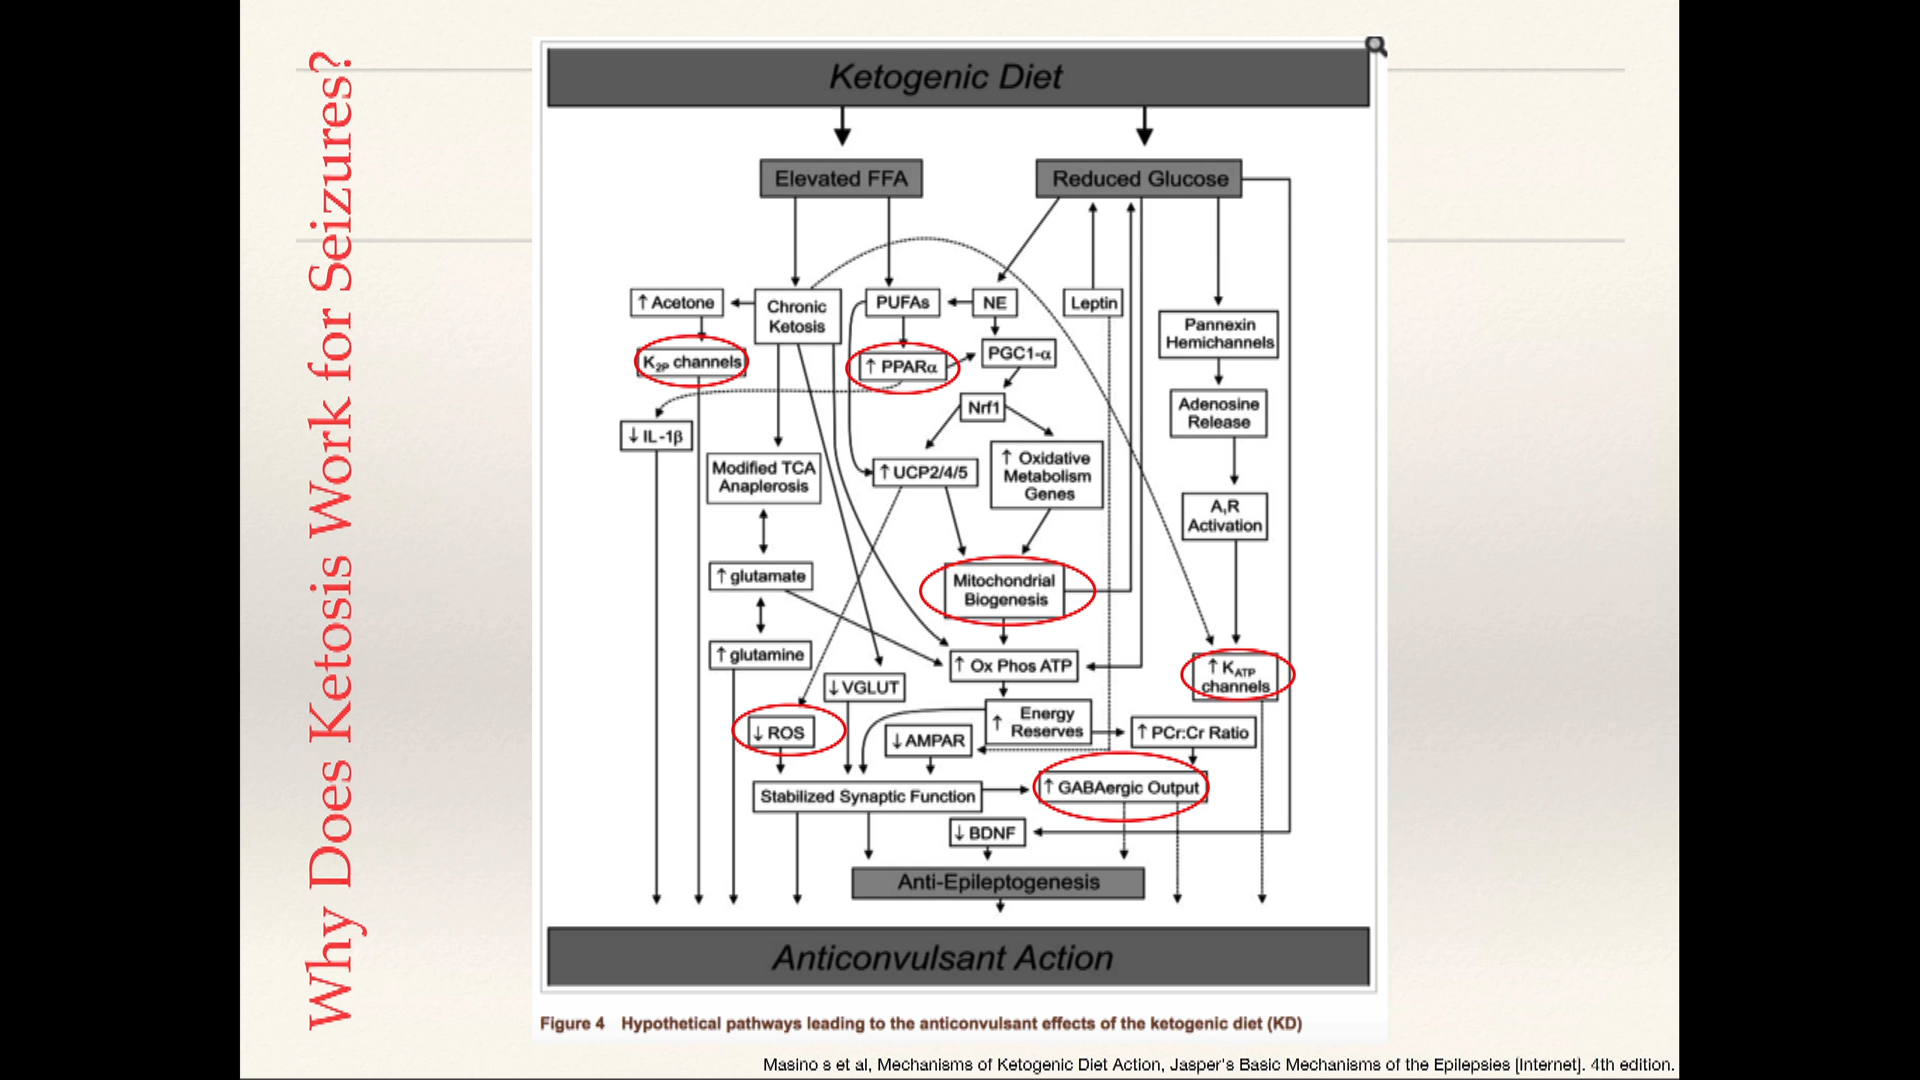 Why Does Ketosis Work for Seizures?
Ketogenic Diet
Elevated FFA
Reduced Glucose
↑ Acetone
Chronic
Ketosis
PUFAs
NE
Leptin
Pannexin
Hemichannels
K2P channels
↑ PPARα
PGC1-α
Nrf1
Adenosine
Release
↓ IL-1β
Modified TCA
Anaplerosis
↑ UCP2/4/5
↑ Oxidative
Metabolism
Genes
A,R
Activation
↑ glutamate
Mitochondrial
Biogenesis
↑ glutamine
↑ Ox Phos ATP
↑ KATP
channels
↓ VGLUT
↓ ROS
↓ AMPAR
↑ Energy
Reserves
↑ PCr:Cr Ratio
Stabilized Synaptic Function
↑ GABAergic Output
↓ BDNF
Anti-Epileptogenesis
Anticonvulsant Action
Figure 4 Hypothetical pathways leading to the anticonvulsant effects of the ketogenic diet (KD)
Masino s et al, Mechanisms of Ketogenic Diet Action, Jasper's Basic Mechanisms of the Epilepsies [Internet]. 4th edition.